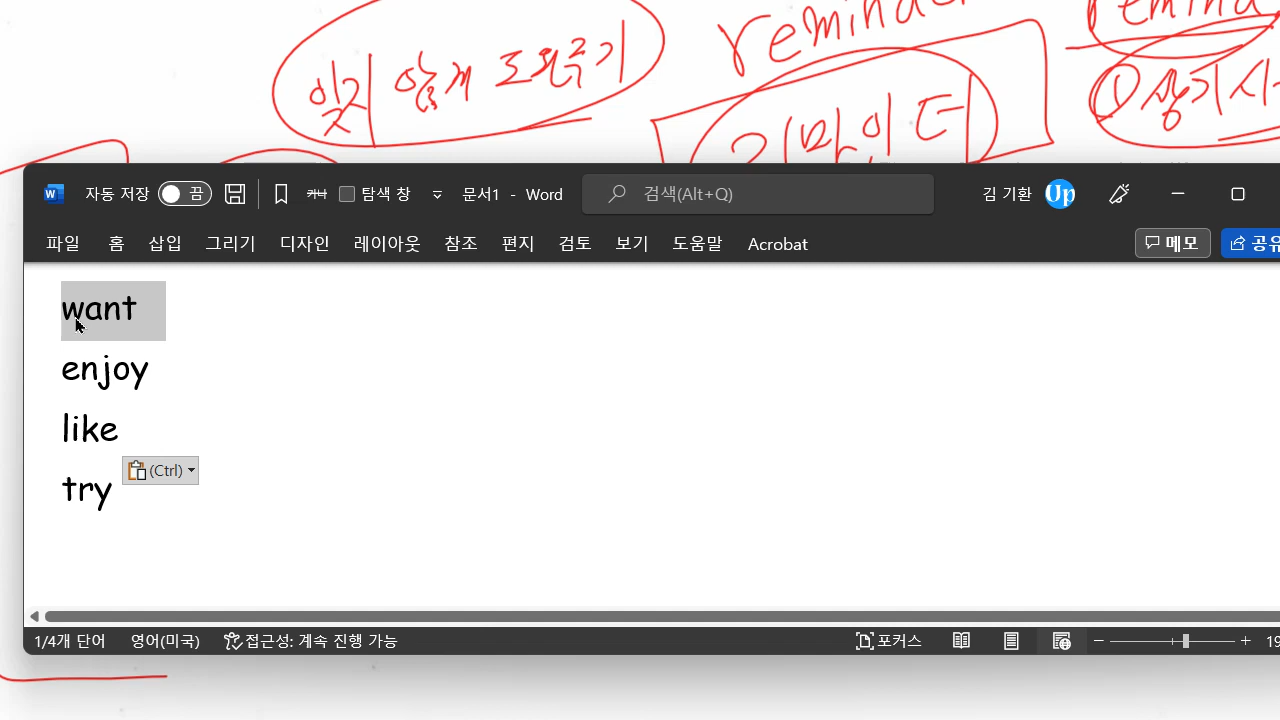 reminder
remind
잊지 않게 도와주기
리마인더
①상기시
자동 저장 끔 가나 탐색 창 문서1 - Word 검색(Alt+Q) 김 기환 Up
파일 홈 삽입 그리기 디자인 레이아웃 참조 편지 검토 보기 도움말 Acrobat 메모 공유
want
enjoy
like
(Ctrl)
try
1/4개 단어 영어(미국) 접근성: 계속 진행 가능 포커스 19